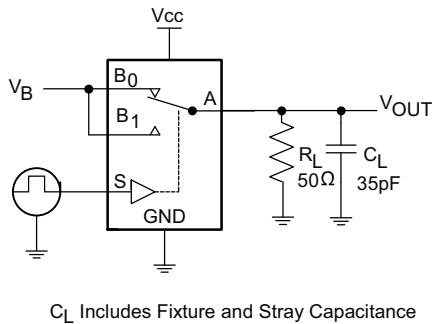 Vcc
V_B
B_0
A
V_OUT
B_1
R_L
50Ω
C_L
35pF
S
GND
C_L Includes Fixture and Stray Capacitance